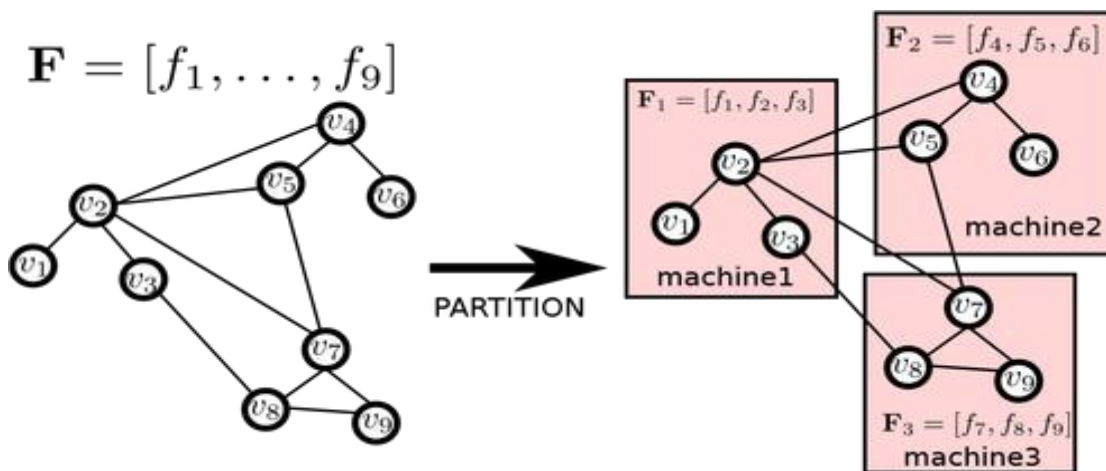 F = [f₁, . . . , f₉]
v₄
v₅
v₂
v₆
v₁
v₃
v₇
v₈
v₉
PARTITION
F₁ = [f₁, f₂, f₃]
v₂
v₁
v₃
machine1
F₂ = [f₄, f₅, f₆]
v₄
v₅
v₆
machine2
v₇
v₈
v₉
F₃ = [f₇, f₈, f₉]
machine3